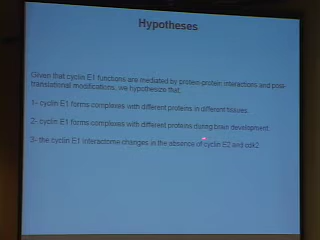 Hypotheses
Given that cyclin E1 functions are mediated by protein-protein interactions and post-
translational modifications, we hypothesize that,
1- cyclin E1 forms complexes with different proteins in different tissues.
2- cyclin E1 forms complexes with different proteins during brain development.
3- the cyclin E1 interactome changes in the absence of cyclin E2 and cdk2